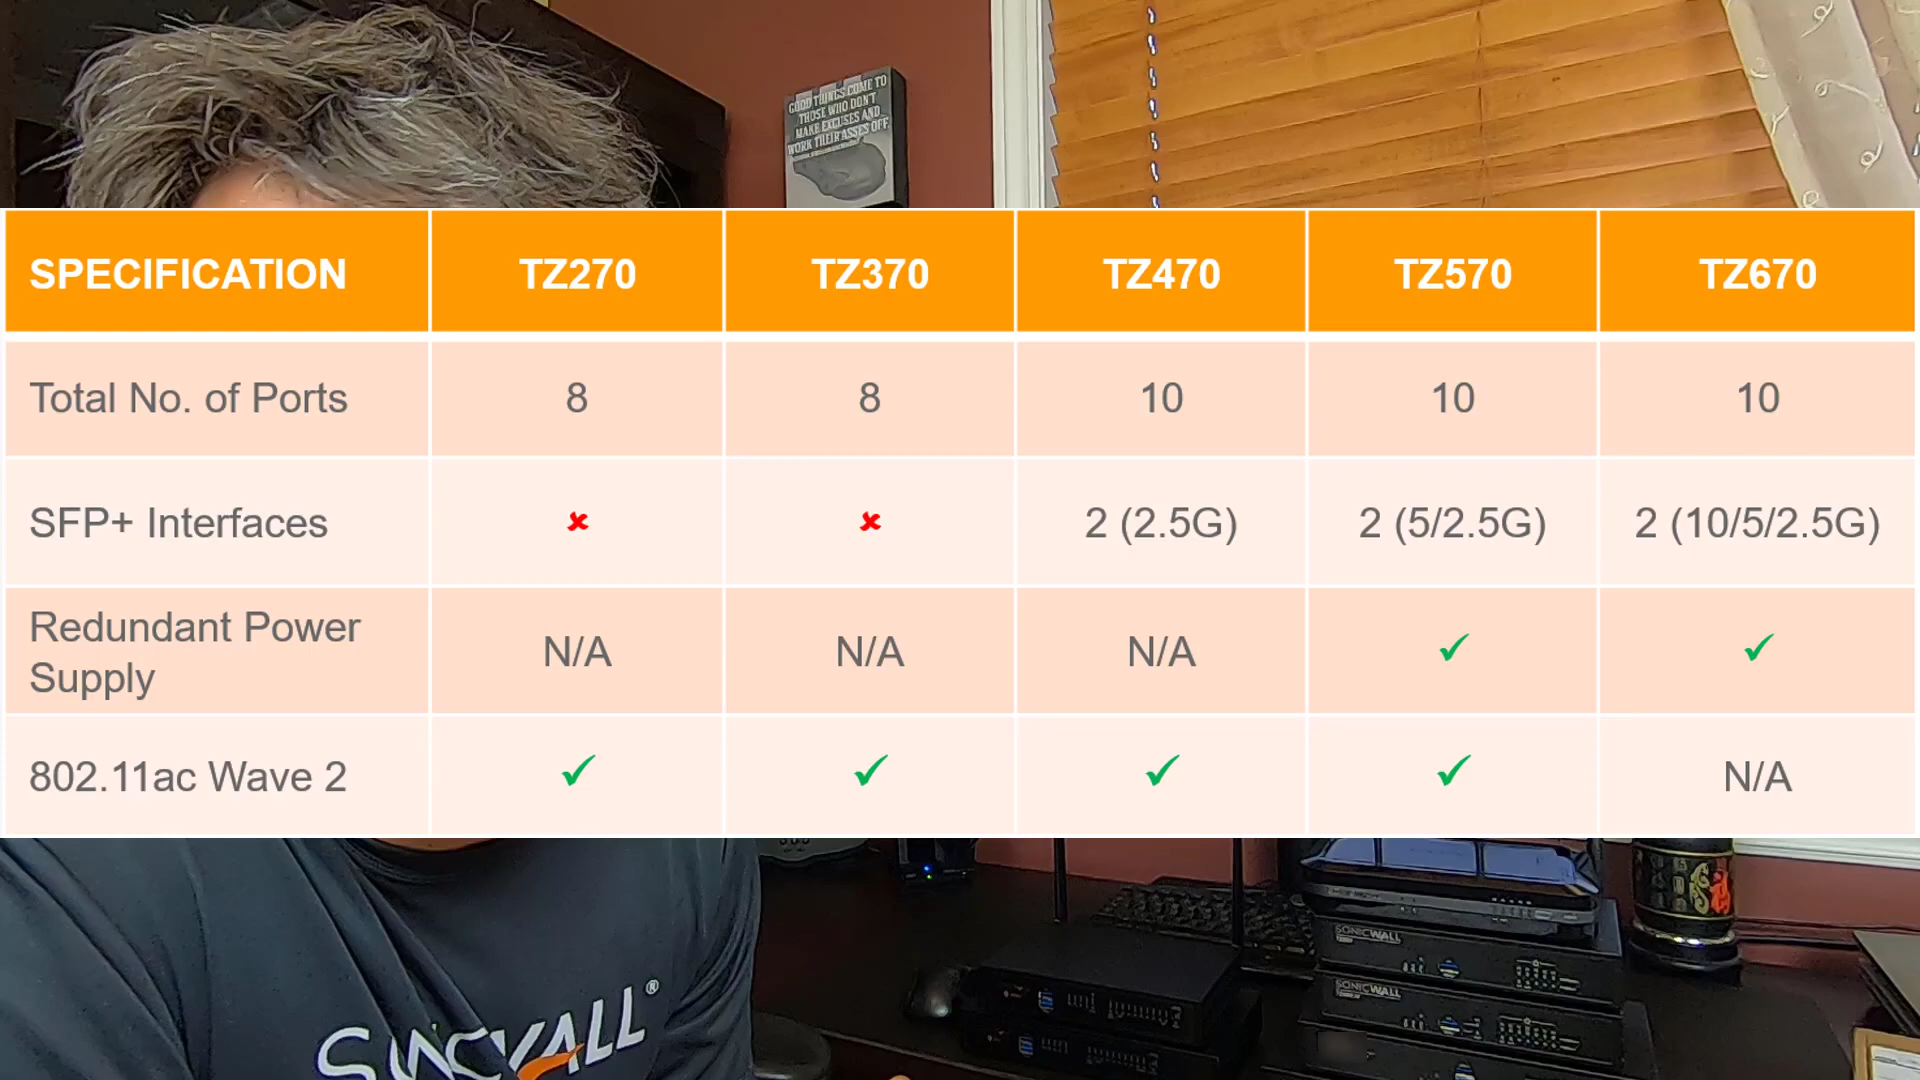 GOOD THINGS COME TO
THOSE WHO DON'T
MAKE EXCUSES AND
WORK THEIR ASSES OFF.
SPECIFICATION TZ270 TZ370 TZ470 TZ570 TZ670
Total No. of Ports 8 8 10 10 10
SFP+ Interfaces ✘ ✘ 2 (2.5G) 2 (5/2.5G) 2 (10/5/2.5G)
Redundant Power
Supply N/A N/A N/A ✓ ✓
802.11ac Wave 2 ✓ ✓ ✓ ✓ N/A
SONICWALL
SONICWALL
SONICWALL®